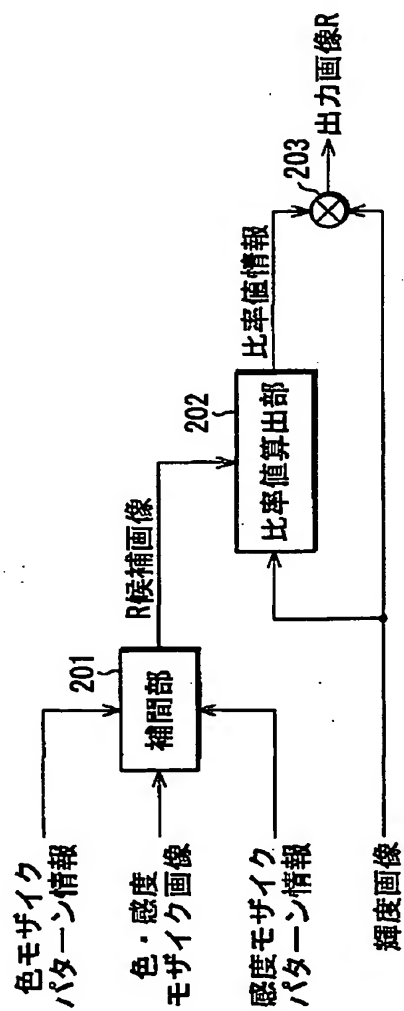 色モザイク
パターン情報
色・感度
モザイク画像
感度モザイク
パターン情報
輝度画像
201
補間部
R候補画像
202
比率値算出部
比率値情報
203
出力画像R